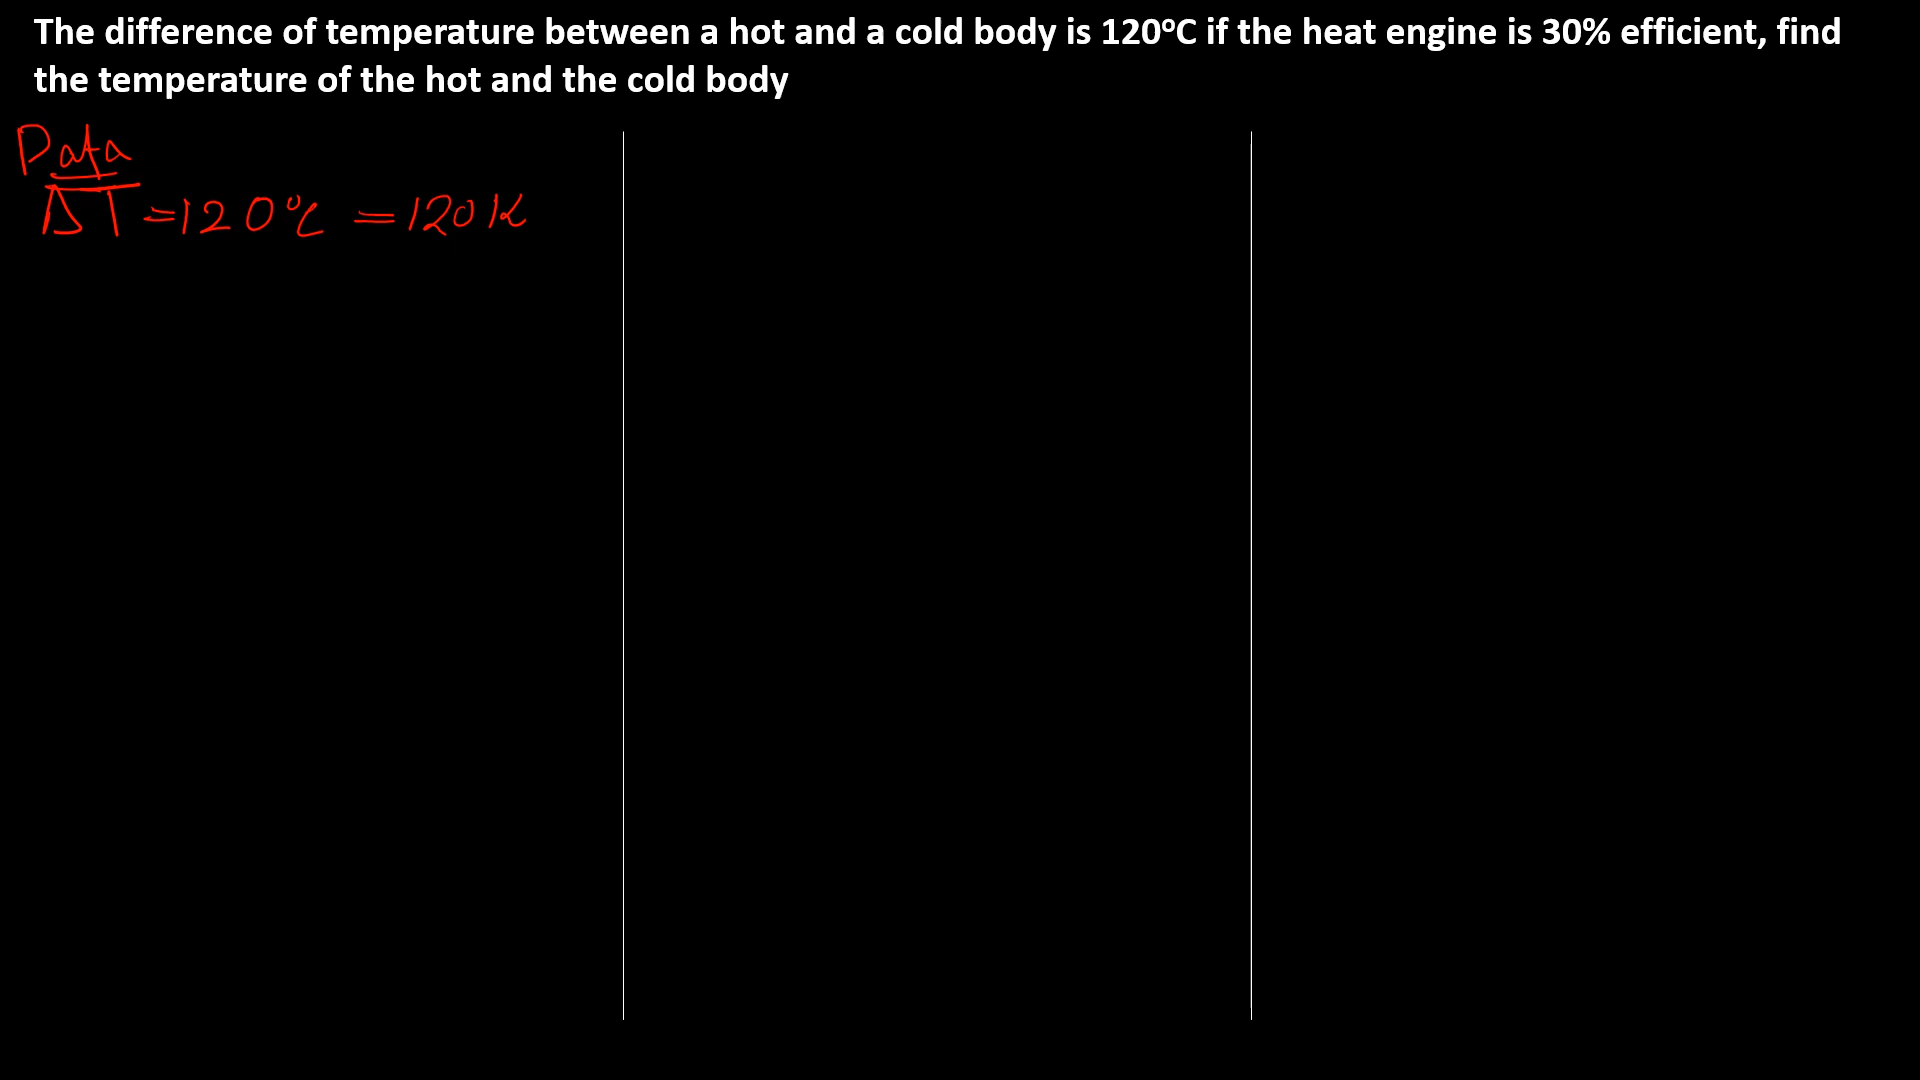 The difference of temperature between a hot and a cold body is 120ºC if the heat engine is 30% efficient, find
the temperature of the hot and the cold body
Data
ΔT = 120°C = 120K